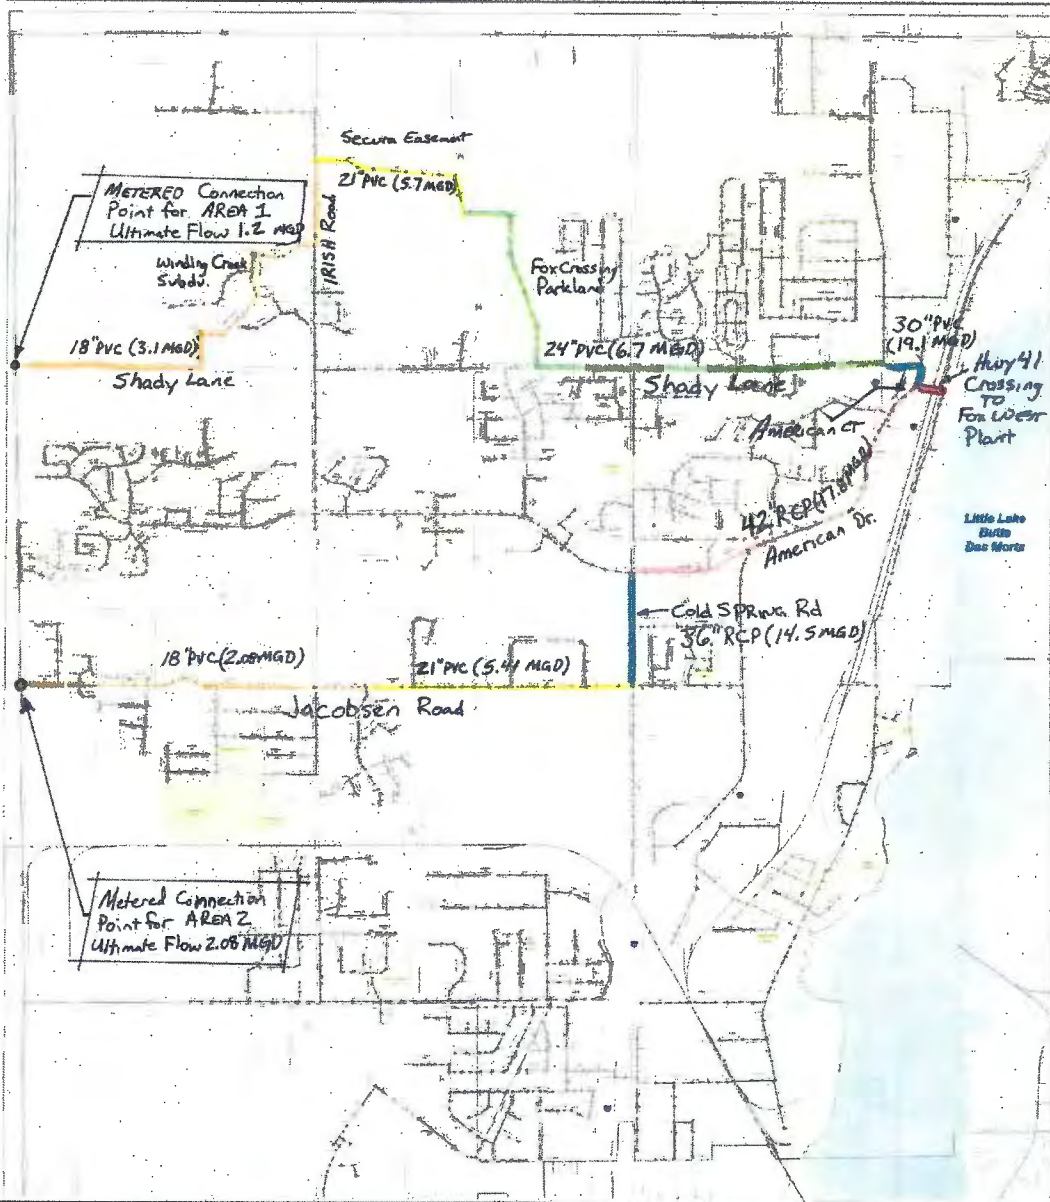 Secura Easement
21" PVC (5.7 MGD)
METERED Connection
Point for AREA 1
Ultimate Flow 1.2 MGD
IRISH Road
Winding Creek
Subdv.
Fox Crossing
Parkland
18" PVC (3.1 MGD)
Shady Lane
24" PVC (6.7 MGD)
Shady Lane
30" PVC
(19.1 MGD)
Hwy 41
Crossing
TO
Fox West
Plant
American CT
42" RCP (17.8 MGD)
American Dr.
Little Lake
Butte
Des Morts
Cold SPRING Rd
36" RCP (14.5 MGD)
18" PVC (2.08 MGD)
21" PVC (5.41 MGD)
Jacobsen Road
Metered Connection
Point for AREA 2
Ultimate Flow 2.08 MGD